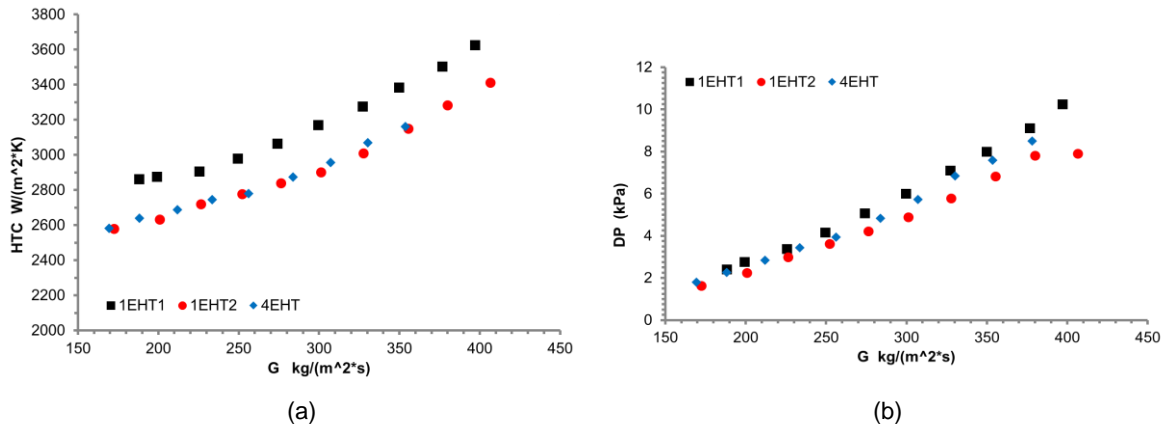 HTC W/(m^2*K)
3800
3600
3400
3200
3000
2800
2600
2400
2200
2000
1EHT1 1EHT2 4EHT
150 200 250 300 350 400 450
G kg/(m^2*s)
(a)
DP (kPa)
12
10
8
6
4
2
0
1EHT1 1EHT2 4EHT
150 200 250 300 350 400 450
G kg/(m^2*s)
(b)